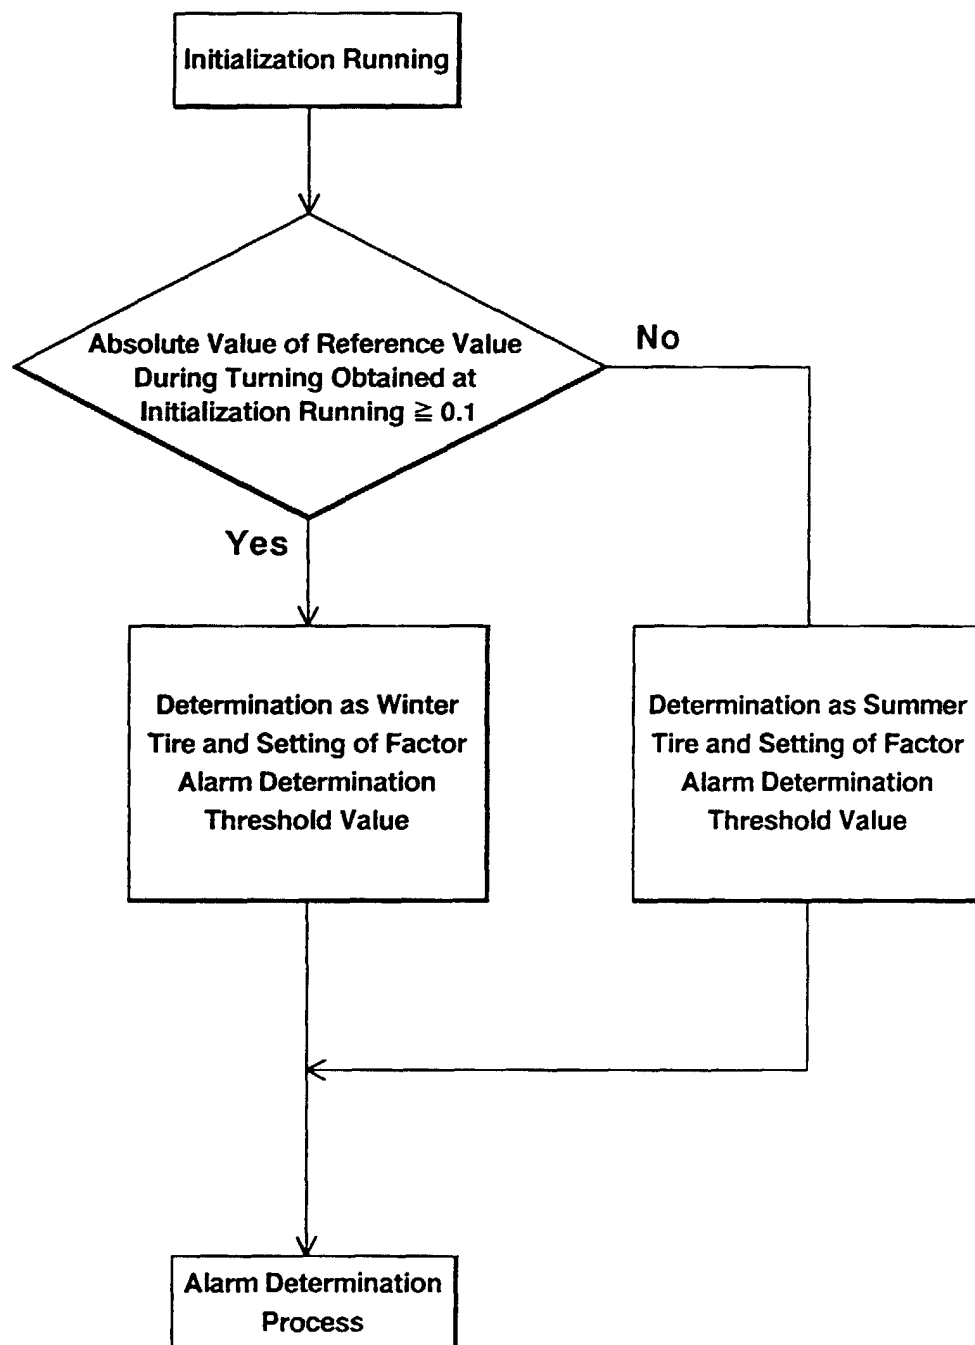 Initialization Running
Absolute Value of Reference Value
During Turning Obtained at
Initialization Running ≧ 0.1
No
Yes
Determination as Winter
Tire and Setting of Factor
Alarm Determination
Threshold Value
Determination as Summer
Tire and Setting of Factor
Alarm Determination
Threshold Value
Alarm Determination
Process